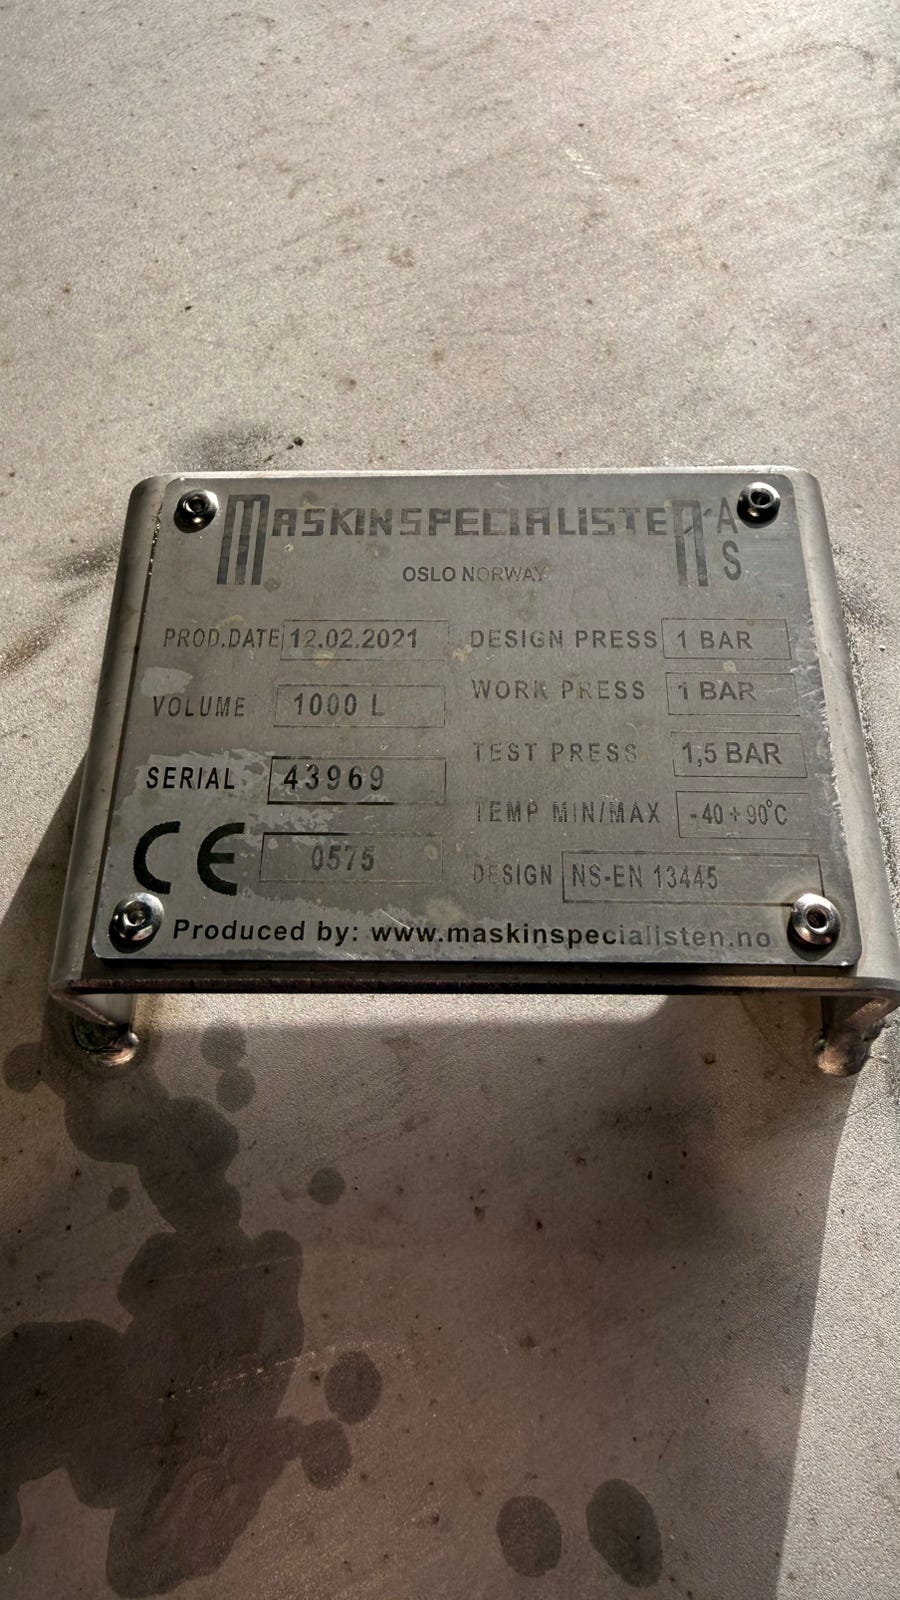 MASKINSPECIALISTEN AS
OSLO NORWAY
PROD.DATE 12.02.2021
VOLUME 1000 L
SERIAL 43969
CE 0575
DESIGN PRESS 1 BAR
WORK PRESS 1 BAR
TEST PRESS 1,5 BAR
TEMP MIN/MAX -40 ÷ 90°C
DESIGN NS-EN 13445
Produced by: www.maskinspecialisten.no